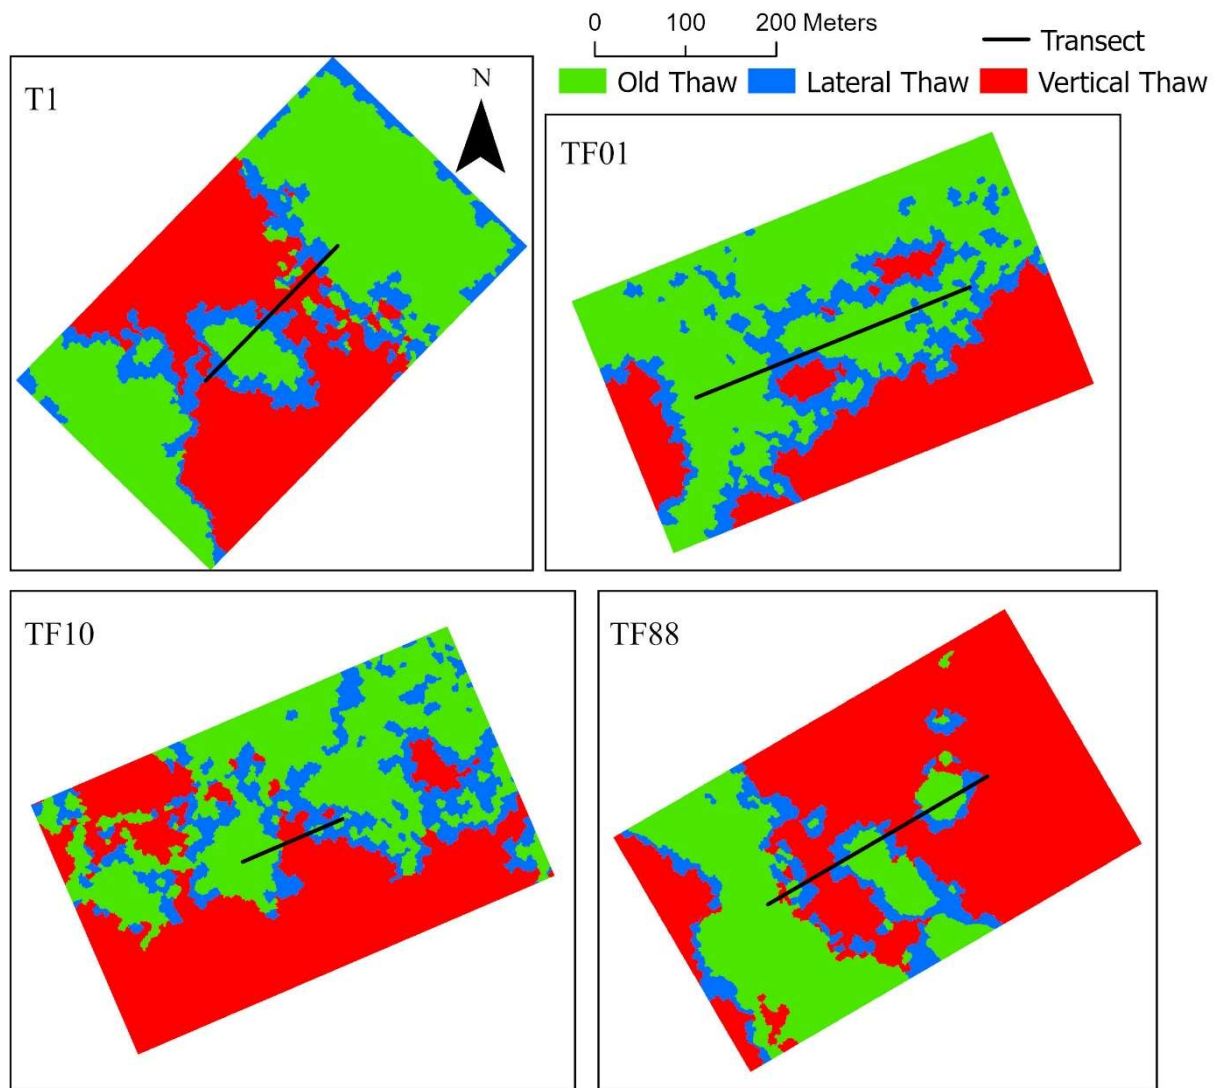 0 100 200 Meters
Transect
Old Thaw Lateral Thaw Vertical Thaw
T1
N
TF01
TF10
TF88